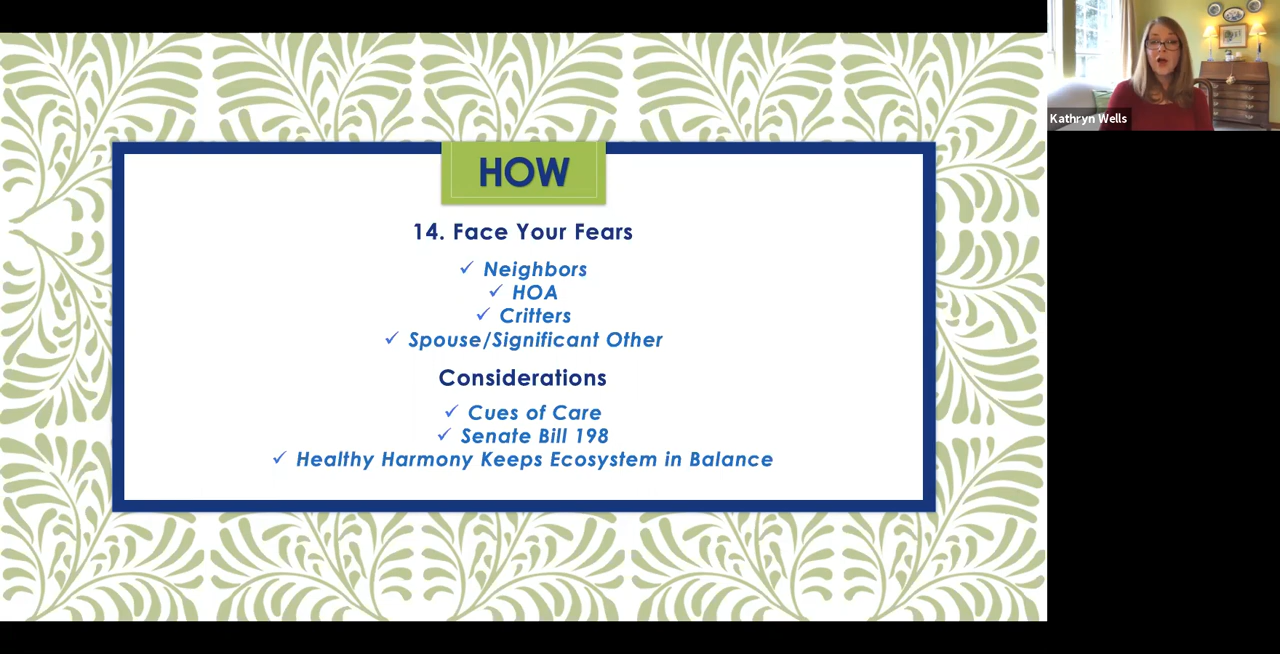 HOW
14. Face Your Fears
✓ Neighbors
✓ HOA
✓ Critters
✓ Spouse/Significant Other
Considerations
✓ Cues of Care
✓ Senate Bill 198
✓ Healthy Harmony Keeps Ecosystem in Balance
Kathryn Wells